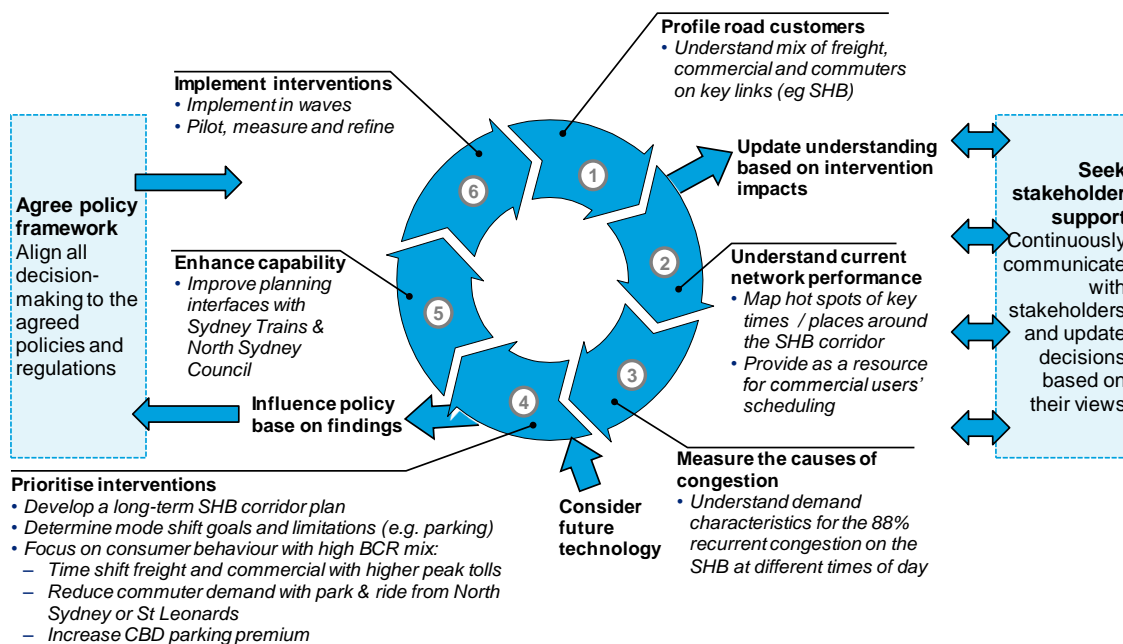 Profile road customers
• Understand mix of freight,
commercial and commuters
on key links (eg SHB)
Implement interventions
• Implement in waves
• Pilot, measure and refine
Update understanding
based on intervention
impacts
Agree policy
framework
Align all
decision-
making to the
agreed
policies and
regulations
Seek
stakeholder
support
Continuously
communicate
with
stakeholders
and update
decisions
based on
their views
1
2
3
4
5
6
Enhance capability
• Improve planning
interfaces with
Sydney Trains &
North Sydney
Council
Understand current
network performance
• Map hot spots of key
times / places around
the SHB corridor
• Provide as a resource
for commercial users’
scheduling
Influence policy
base on findings
Measure the causes of
congestion
• Understand demand
characteristics for the 88%
recurrent congestion on the
SHB at different times of day
Consider
future
technology
Prioritise interventions
• Develop a long-term SHB corridor plan
• Determine mode shift goals and limitations (e.g. parking)
• Focus on consumer behaviour with high BCR mix:
– Time shift freight and commercial with higher peak tolls
– Reduce commuter demand with park & ride from North
Sydney or St Leonards
– Increase CBD parking premium